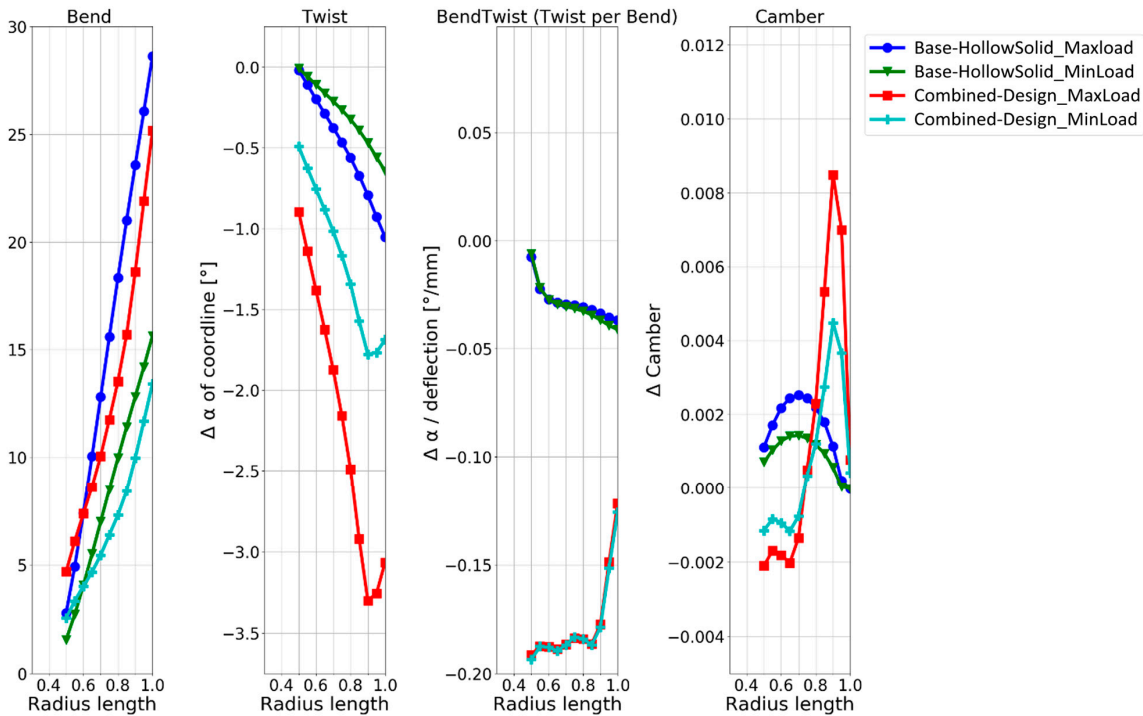 Bend
Twist
BendTwist (Twist per Bend)
Camber
30
25
20
15
10
5
0
0.4 0.6 0.8 1.0
Radius length
Δ α of coordline [°]
0.0
−0.5
−1.0
−1.5
−2.0
−2.5
−3.0
−3.5
0.4 0.6 0.8 1.0
Radius length
Δ α / deflection [°/mm]
0.05
0.00
−0.05
−0.10
−0.15
−0.20
0.4 0.6 0.8 1.0
Radius length
Δ Camber
0.012
0.010
0.008
0.006
0.004
0.002
0.000
−0.002
−0.004
0.4 0.6 0.8 1.0
Radius length
Base-HollowSolid_Maxload
Base-HollowSolid_MinLoad
Combined-Design_MaxLoad
Combined-Design_MinLoad